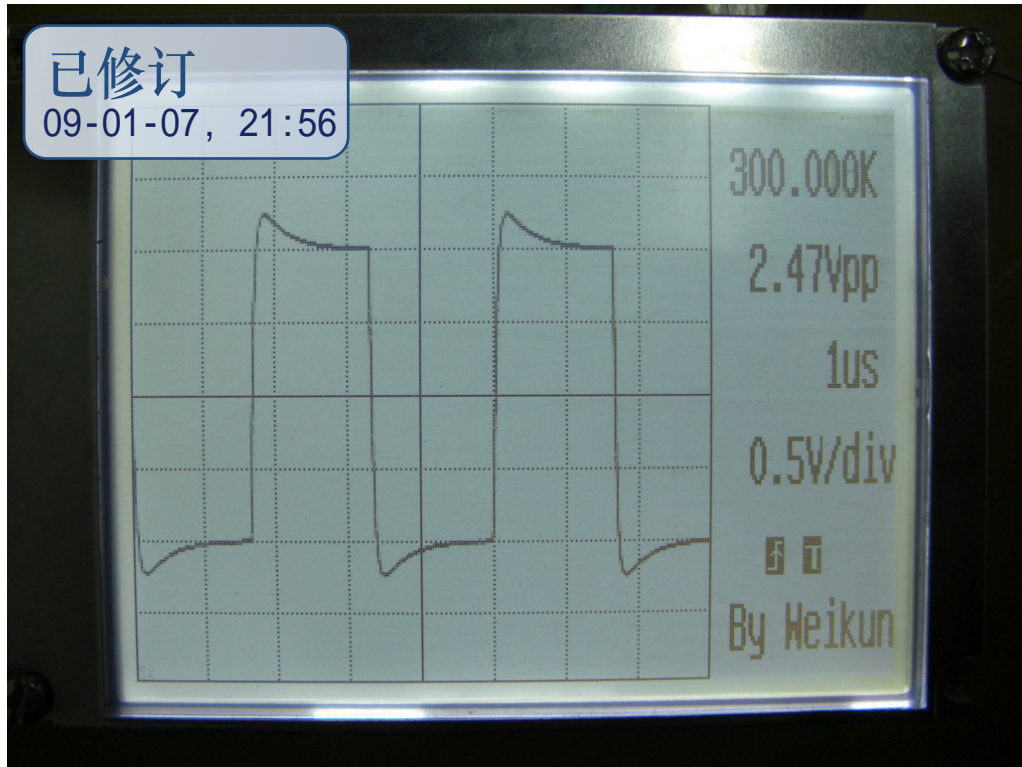 已修订
09-01-07, 21:56
300.000K
2.47Vpp
1us
0.5V/div
T
By Weikun